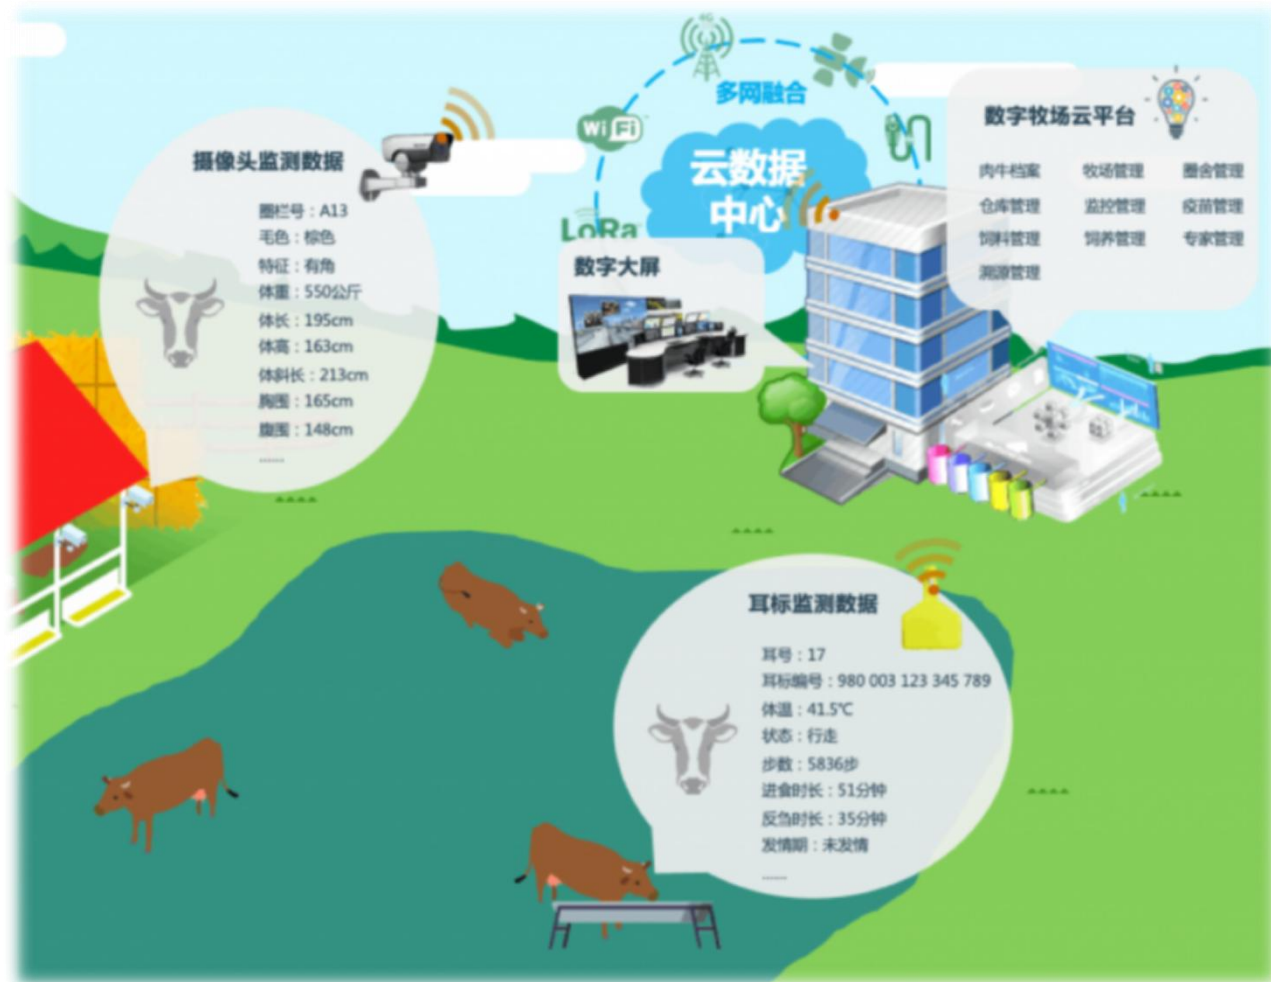 4G
多网融合
WiFi
云数据
中心
LoRa
数字大屏
数字牧场云平台
肉牛档案 牧场管理 圈舍管理
仓库管理 监控管理 疫苗管理
饲料管理 饲养管理 专家管理
溯源管理
摄像头监测数据
圈栏号：A13
毛色：棕色
特征：有角
体重：550公斤
体长：195cm
体高：163cm
体斜长：213cm
胸围：165cm
腹围：148cm
......
耳标监测数据
耳号：17
耳标编号：980 003 123 345 789
体温：41.5℃
状态：行走
步数：5836步
进食时长：51分钟
反刍时长：35分钟
发情期：未发情
......